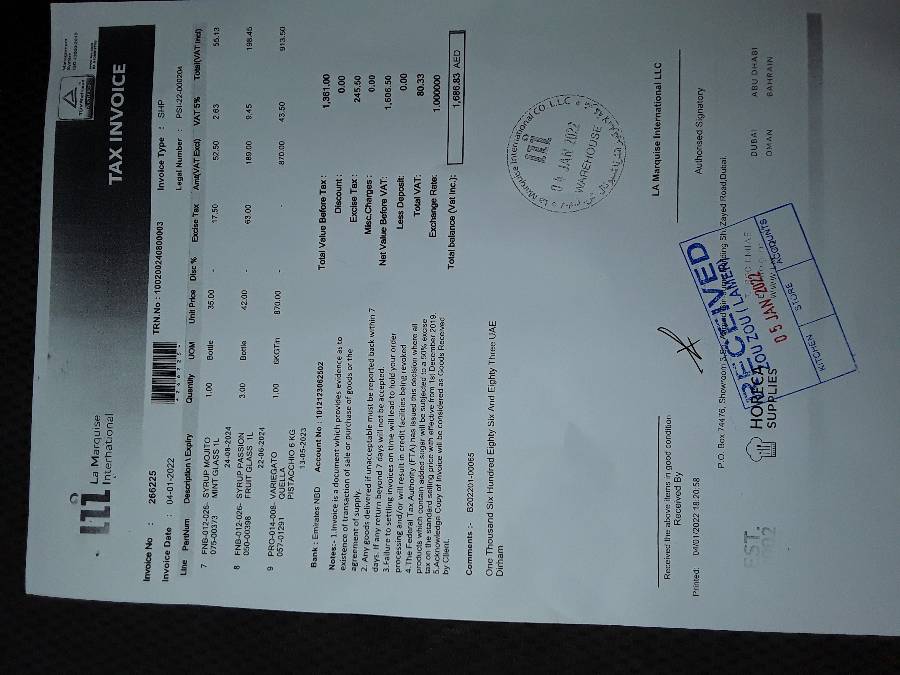 La Marquise
International
TAX INVOICE
Invoice No : 266225
TRN.No : 100200240800003
Invoice Type : SHP
Invoice Date : 04-01-2022
Legal Number : PSI-22-000204
Line PartNum Description \ Expiry Quantity UOM Unit Price Disc % Excise Tax Amt(VAT Excl) VAT 5% Total(VAT Incl)
7 FNB-012-026- SYRUP MOJITO 1.00 Bottle 35.00 - 17.50 52.50 2.63 55.13
075-00373 MINT GLASS 1L
24-08-2024
8 FNB-012-026- SYRUP PASSION 3.00 Bottle 42.00 - 63.00 189.00 9.45 198.45
050-00398 FRUIT GLASS 1L
22-06-2024
9 PRO-014-008- VARIEGATO 1.00 6KGTin 870.00 - - 870.00 43.50 913.50
057-01291 QUELLA
PISTACCHIO 6 KG
13-05-2023
Bank : Emirates NBD Account No : 1014123062502
Total Value Before Tax : 1,361.00
Discount : 0.00
Excise Tax : 245.50
Misc.Charges : 0.00
Net Value Before VAT: 1,606.50
Less Deposit: 0.00
Total VAT: 80.33
Exchange Rate: 1.000000
Total balance (Vat Inc.): 1,686.83 AED
Notes:- 1.Invoice is a document which provides evidence as to
existence of transaction of sale or purchase of goods or the
agreement of supply.
2. Any goods delivered if unacceptable must be reported back within 7
days. If any return beyond 7 days will not be accepted.
3.Failure to settling invoices on time will lead to hold your order
processing and/or will result in credit facilities being revoked
4.The Federal Tax Authority (FTA) has issued this decision where all
products which contain added sugar will be subjected to a 50% excise
tax on the standard selling price with effective from 1st December 2019.
5.Acknowledge Copy of Invoice will be considered as Goods Received
by Client.
Comments :- B202201-00065
One Thousand Six Hundred Eighty Six And Eighty Three UAE
Dirham
La Marquise International CO. L.L.C
04 JAN 2022
WAREHOUSE
LA Marquise International LLC
Received the above items in good condition
Received By
Authorised Signatory
Printed: 04/01/2022 18:20:58
P.O. Box 74476, Showroom
Sh.Zayed Road,Dubai.
RECEIVED
OUZOU (LAMER)
05 JAN 2022
KITCHEN STORE ACCOUNTS
HORECA
SUPPLIES
EST.
2002
DUBAI ABU DHABI
OMAN BAHRAIN